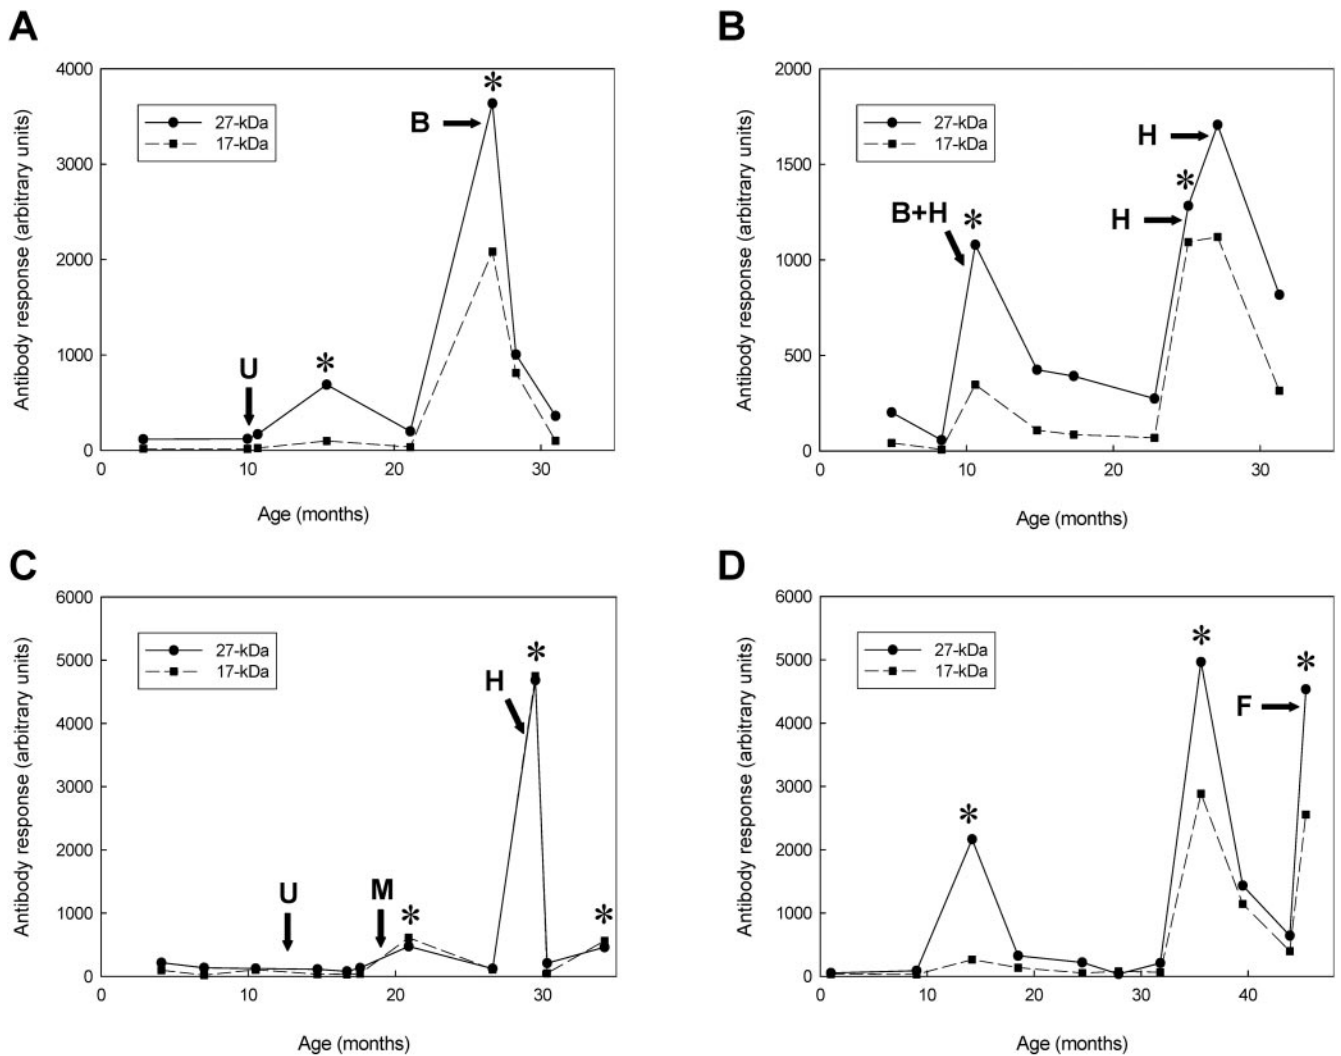 A
Antibody response (arbitrary units)
4000
3000
2000
1000
0
27-kDa
17-kDa
U
*
B
*
0 10 20 30
Age (months)
B
Antibody response (arbitrary units)
2000
1500
1000
500
0
27-kDa
17-kDa
B+H
*
H
*
H
0 10 20 30
Age (months)
C
Antibody response (arbitrary units)
6000
5000
4000
3000
2000
1000
0
27-kDa
17-kDa
U
M
*
H
*
*
0 10 20 30
Age (months)
D
Antibody response (arbitrary units)
6000
5000
4000
3000
2000
1000
0
27-kDa
17-kDa
*
*
F
*
0 10 20 30 40
Age (months)